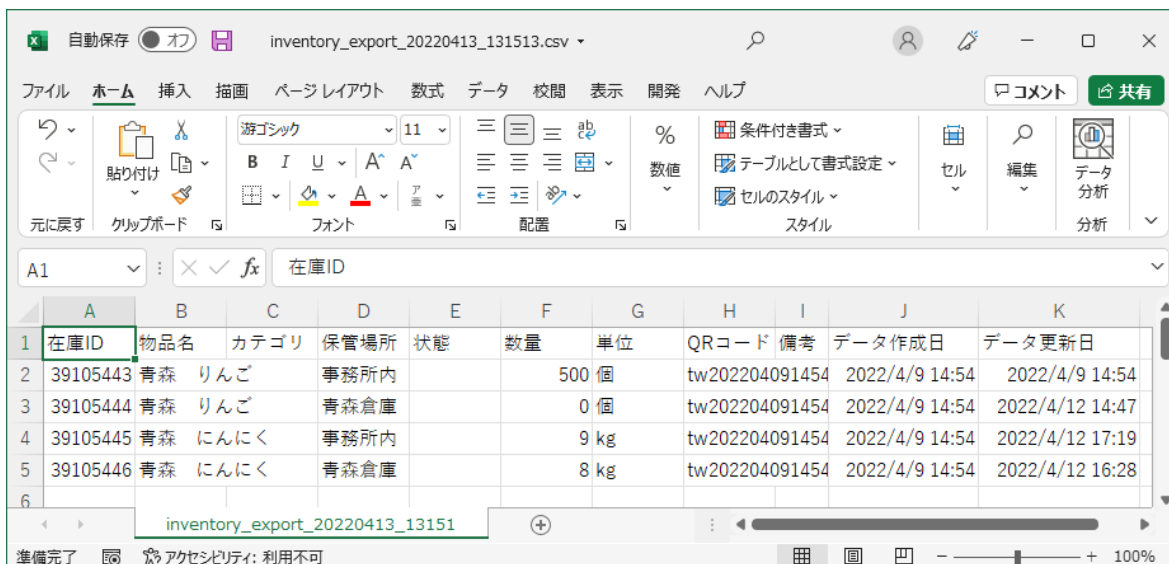 自動保存 オフ inventory_export_20220413_131513.csv
ファイル ホーム 挿入 描画 ページ レイアウト 数式 データ 校閲 表示 開発 ヘルプ コメント 共有
貼り付け 游ゴシック 11 B I U A A ア 亜 ab % 数値 条件付き書式 テーブルとして書式設定 セルのスタイル セル 編集 データ分析
元に戻す クリップボード フォント 配置 スタイル 分析
A1 fx 在庫ID
A B C D E F G H I J K
1 在庫ID 物品名 カテゴリ 保管場所 状態 数量 単位 QRコード 備考 データ作成日 データ更新日
2 39105443 青森 りんご 事務所内 500 個 tw202204091454 2022/4/9 14:54 2022/4/9 14:54
3 39105444 青森 りんご 青森倉庫 0 個 tw202204091454 2022/4/9 14:54 2022/4/12 14:47
4 39105445 青森 にんにく 事務所内 9 kg tw202204091454 2022/4/9 14:54 2022/4/12 17:19
5 39105446 青森 にんにく 青森倉庫 8 kg tw202204091454 2022/4/9 14:54 2022/4/12 16:28
6
inventory_export_20220413_13151
準備完了 アクセシビリティ: 利用不可 100%